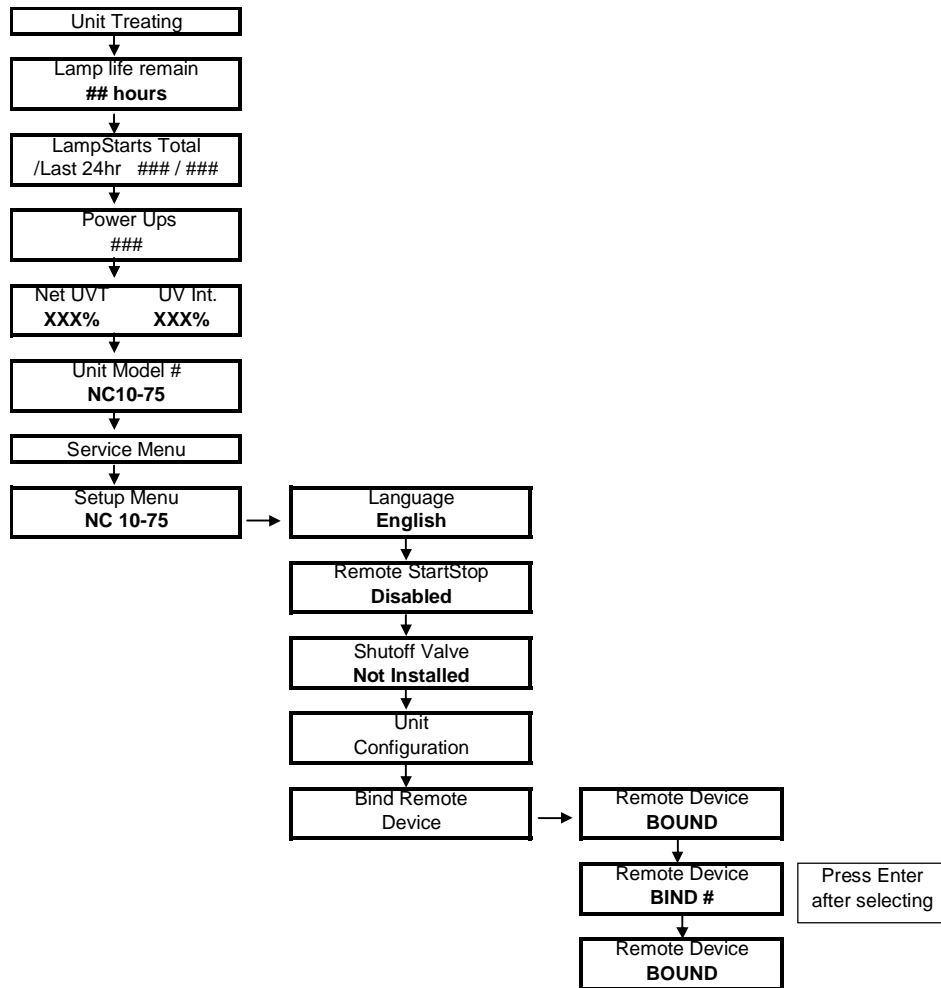 Unit Treating
Lamp life remain
## hours
LampStarts Total
/Last 24hr ### / ###
Power Ups
###
Net UVT UV Int.
XXX% XXX%
Unit Model #
NC10-75
Service Menu
Setup Menu
NC 10-75
Language
English
Remote StartStop
Disabled
Shutoff Valve
Not Installed
Unit
Configuration
Bind Remote
Device
Remote Device
BOUND
Remote Device
BIND #
Press Enter
after selecting
Remote Device
BOUND